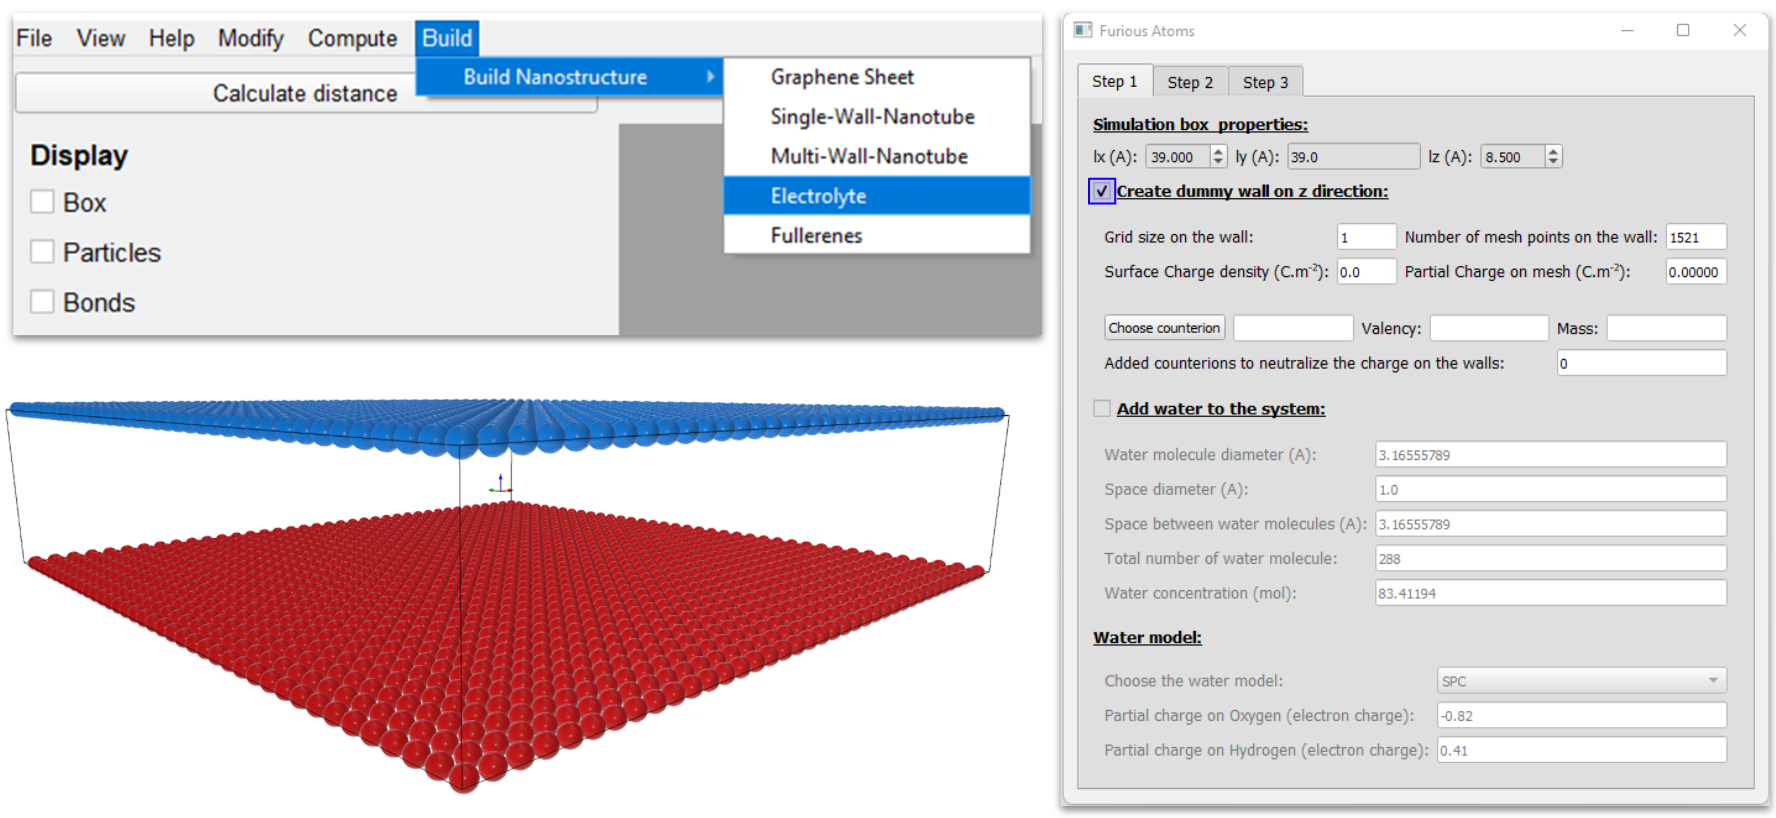 File View Help Modify Compute Build
Build Nanostructure
Calculate distance
Graphene Sheet
Single-Wall-Nanotube
Multi-Wall-Nanotube
Electrolyte
Fullerenes
Display
Box
Particles
Bonds
Furious Atoms
Step 1 Step 2 Step 3
Simulation box properties:
lx (A): 39.000 ly (A): 39.0 lz (A): 8.500
Create dummy wall on z direction:
Grid size on the wall: 1 Number of mesh points on the wall: 1521
Surface Charge density (C.m⁻²): 0.0 Partial Charge on mesh (C.m⁻²): 0.00000
Choose counterion Valency: Mass:
Added counterions to neutralize the charge on the walls: 0
Add water to the system:
Water molecule diameter (A): 3.16555789
Space diameter (A): 1.0
Space between water molecules (A): 3.16555789
Total number of water molecule: 288
Water concentration (mol): 83.41194
Water model:
Choose the water model: SPC
Partial charge on Oxygen (electron charge): -0.82
Partial charge on Hydrogen (electron charge): 0.41